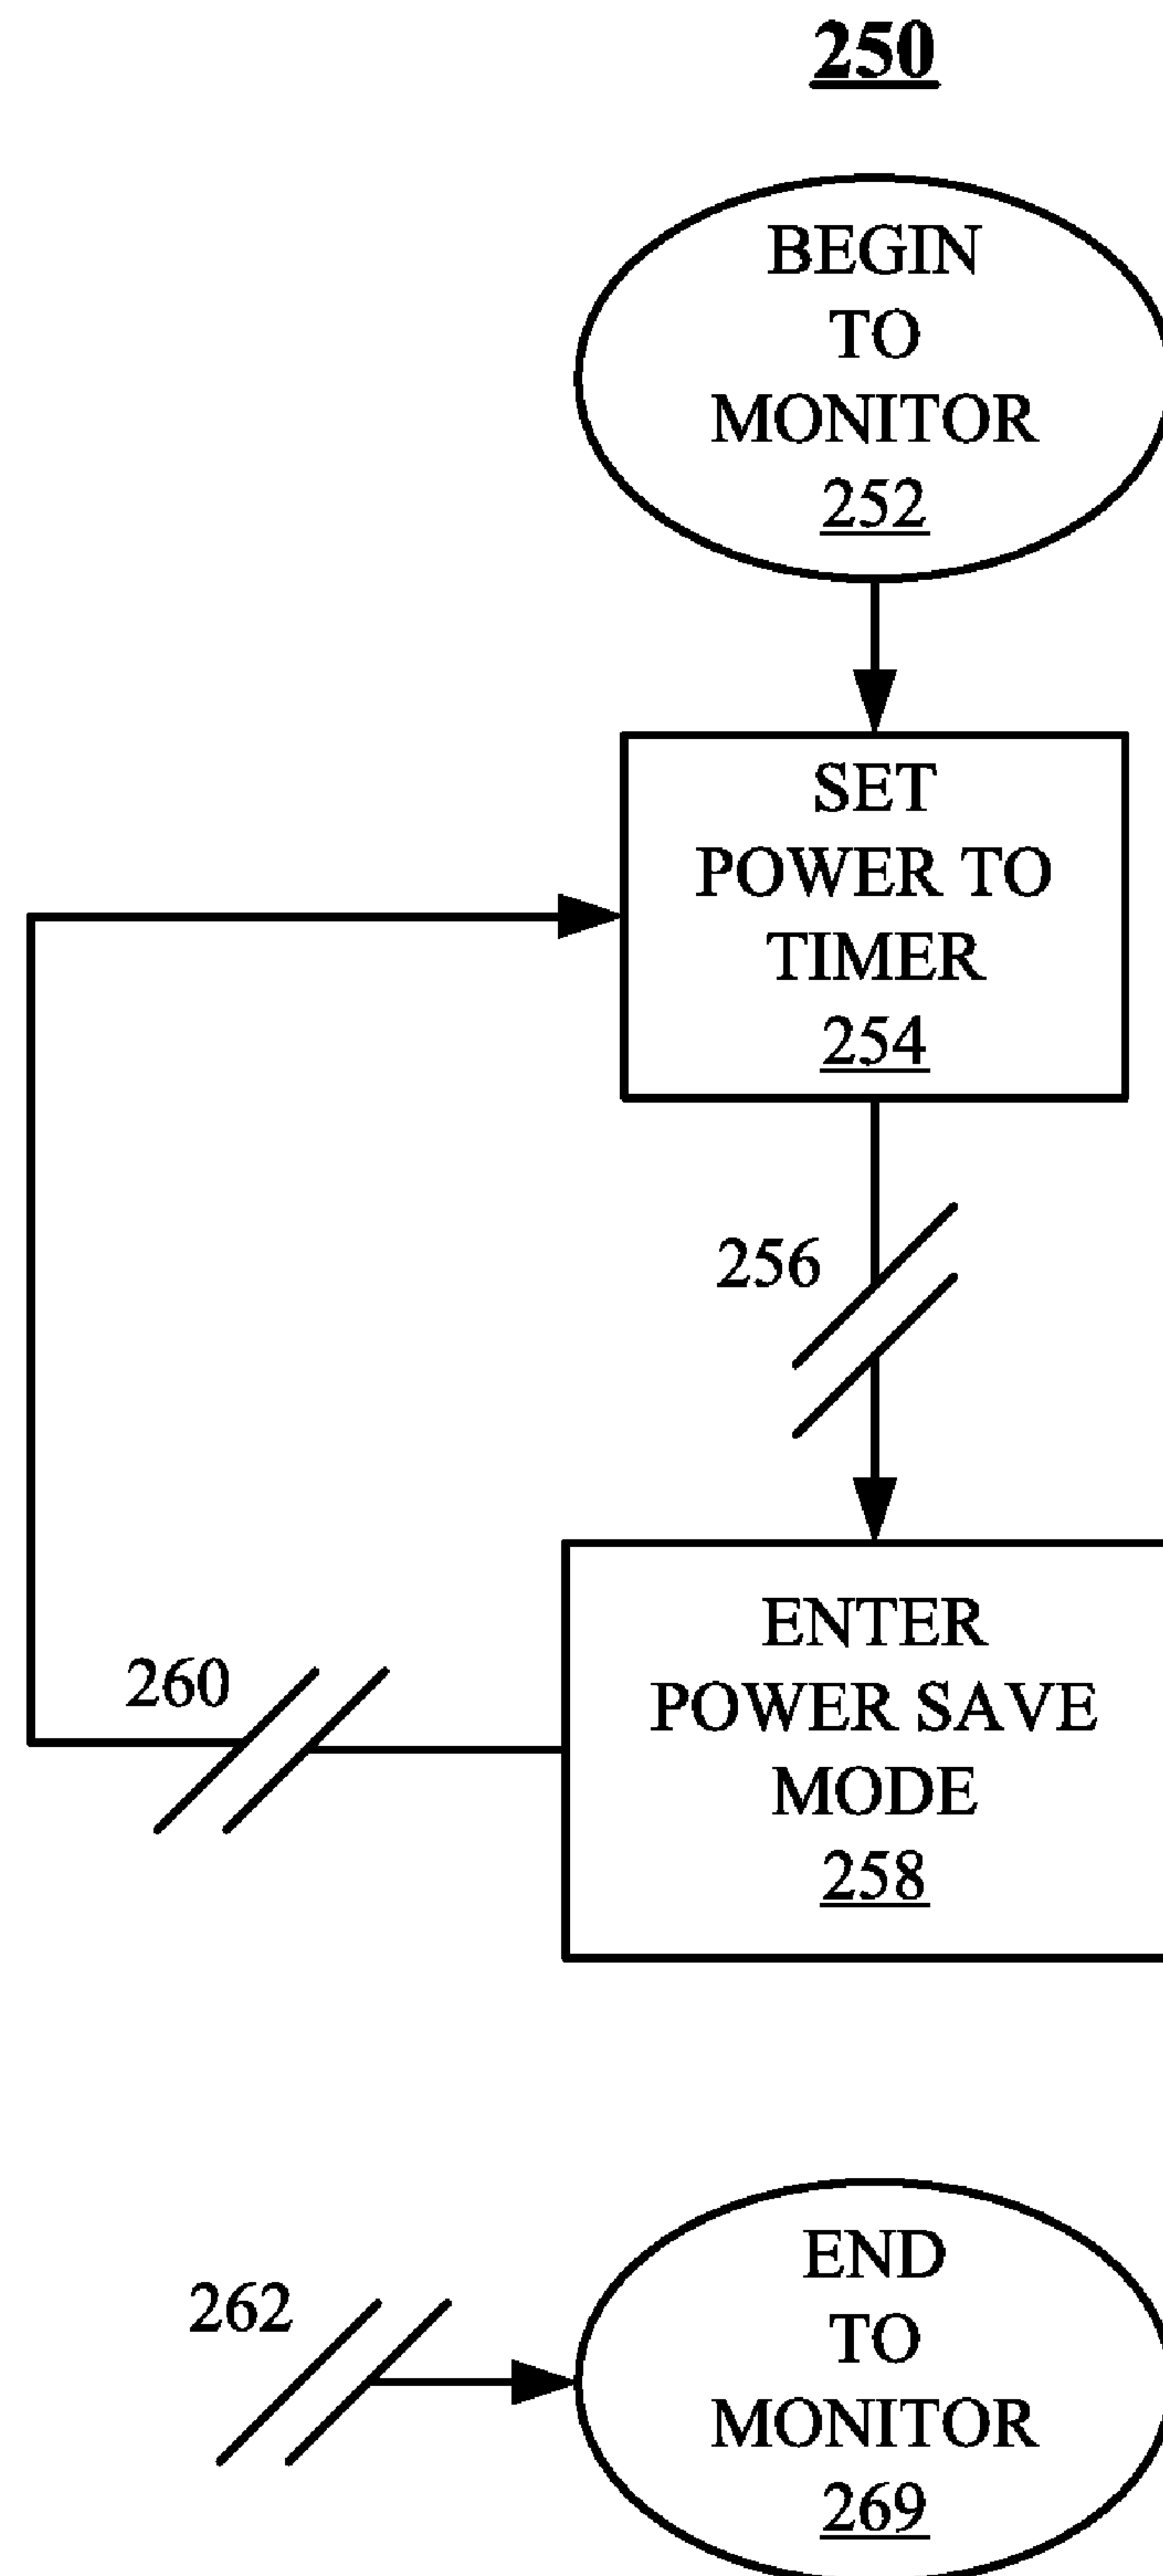 250
BEGIN
TO
MONITOR
252
SET
POWER TO
TIMER
254
256
ENTER
POWER SAVE
MODE
258
260
262
END
TO
MONITOR
269